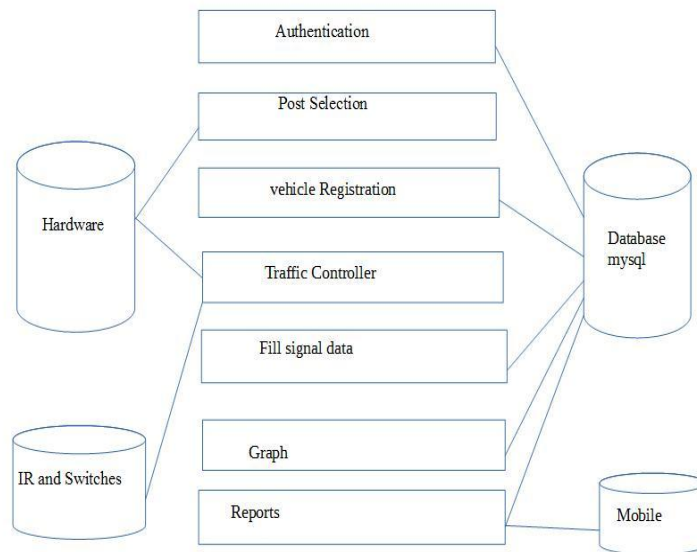 Authentication
Post Selection
vehicle Registration
Hardware
Database
mysql
Traffic Controller
Fill signal data
Graph
IR and Switches
Reports
Mobile